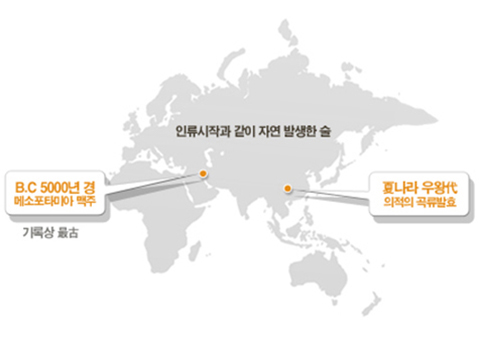 인류시작과 같이 자연 발생한 술
B.C 5000년 경
메소포타미아 맥주
기록상 最古
夏나라 우왕代
의적의 곡류발효